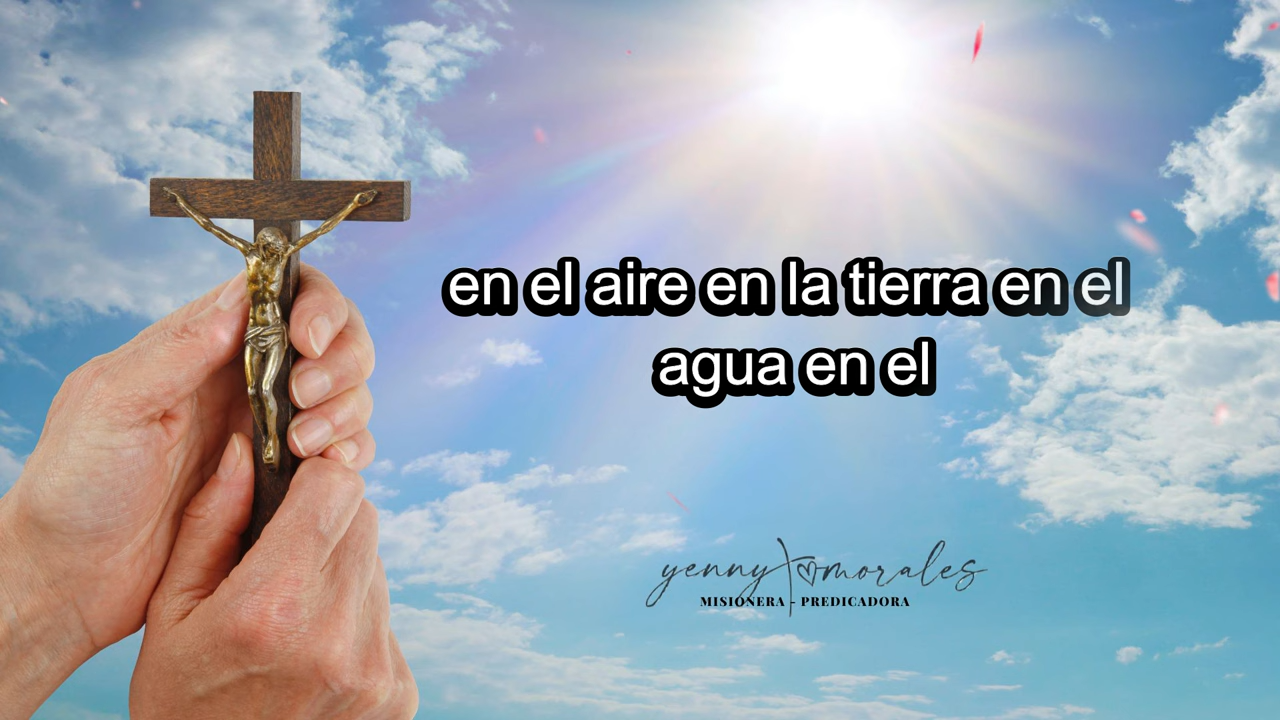 en el aire en la tierra en el
agua en el
yenny morales
MISIONERA - PREDICADORA